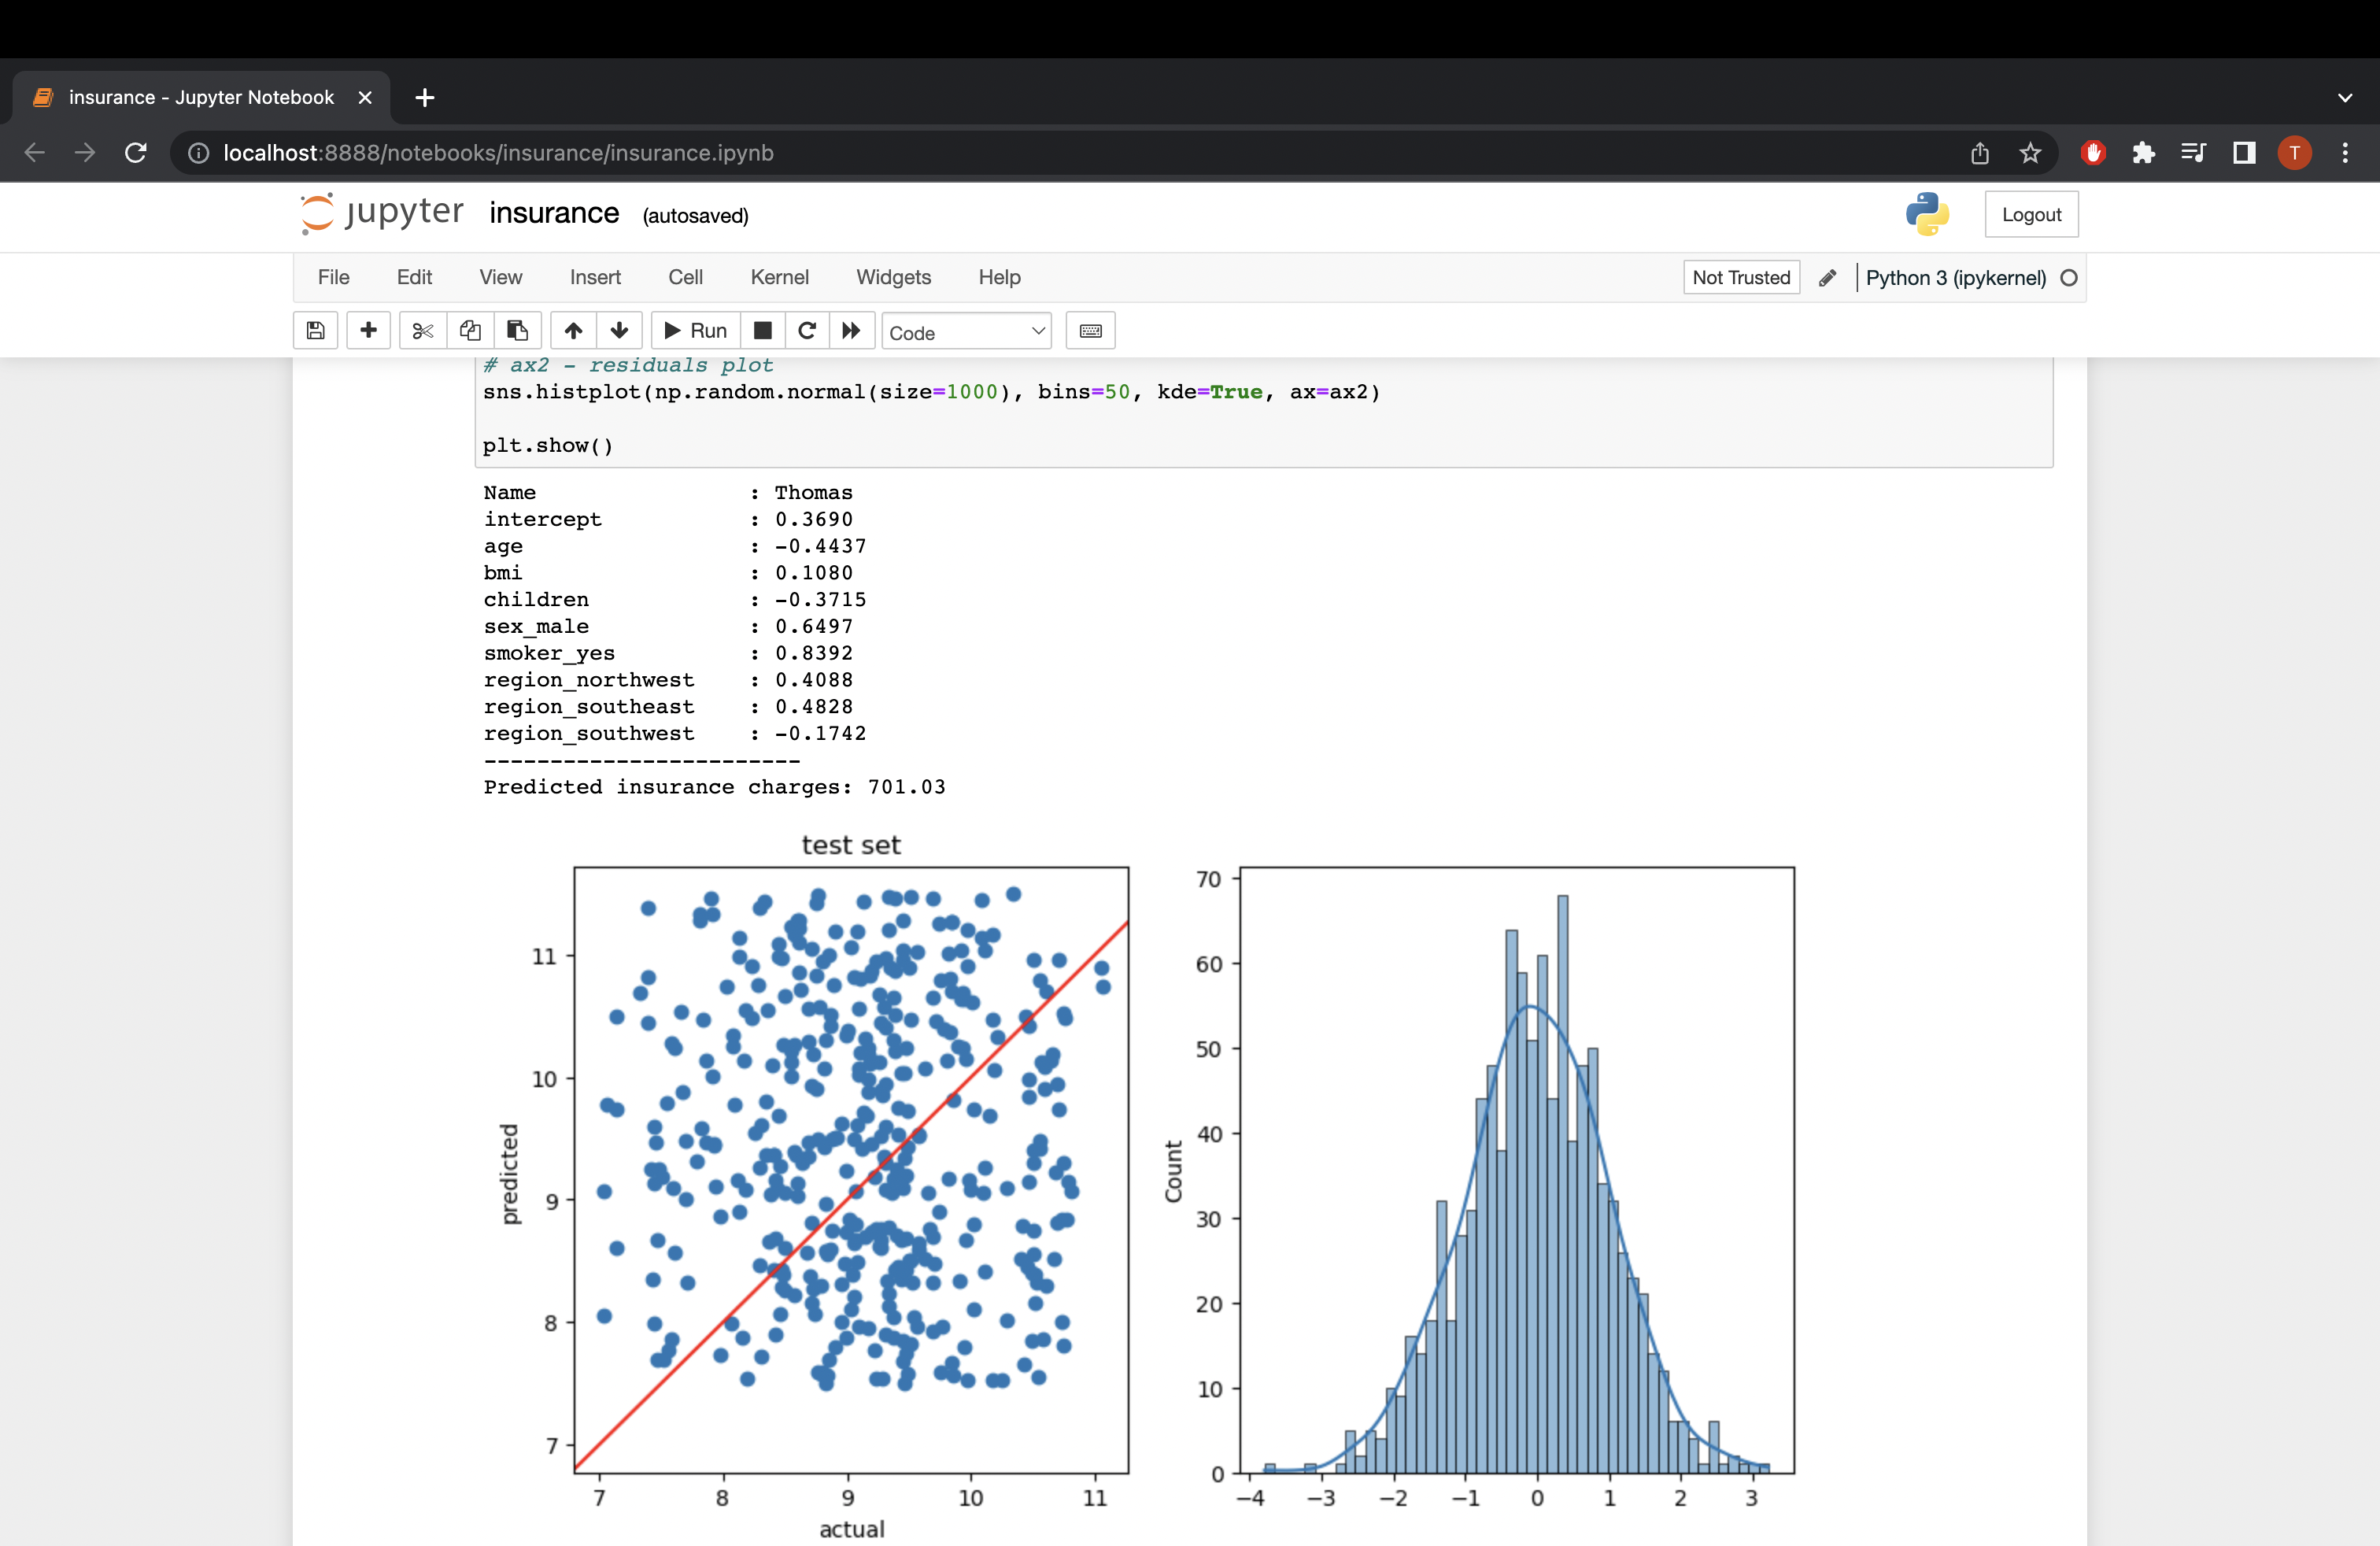 insurance - Jupyter Notebook
localhost:8888/notebooks/insurance/insurance.ipynb
T
jupyter insurance (autosaved)
Logout
File Edit View Insert Cell Kernel Widgets Help
Not Trusted
Python 3 (ipykernel)
Run
Code
# ax2 - residuals plot
sns.histplot(np.random.normal(size=1000), bins=50, kde=True, ax=ax2)
plt.show()
Name : Thomas
intercept : 0.3690
age : -0.4437
bmi : 0.1080
children : -0.3715
sex_male : 0.6497
smoker_yes : 0.8392
region_northwest : 0.4088
region_southeast : 0.4828
region_southwest : -0.1742
------------------------
Predicted insurance charges: 701.03
test set
11
10
9
8
7
predicted
7 8 9 10 11
actual
70
60
50
40
30
20
10
0
Count
−4 −3 −2 −1 0 1 2 3